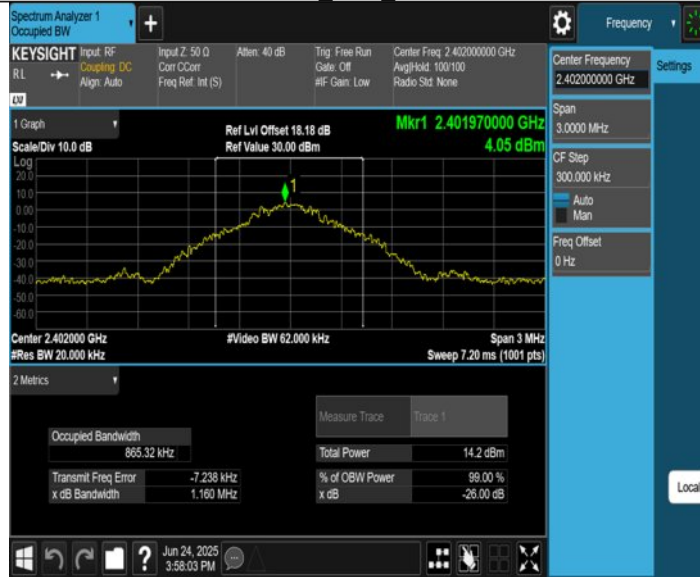 Spectrum Analyzer 1
Occupied BW
+
Frequency
KEYSIGHT
RL
LXI
Input: RF
Coupling: DC
Align: Auto
Input Z: 50 Ω
Corr CCorr
Freq Ref: Int (S)
Atten: 40 dB
Trig: Free Run
Gate: Off
#IF Gain: Low
Center Freq: 2.402000000 GHz
Avg|Hold: 100/100
Radio Std: None
Center Frequency
2.402000000 GHz
Settings
Span
3.0000 MHz
CF Step
300.000 kHz
Auto
Man
Freq Offset
0 Hz
Local
1 Graph
Scale/Div 10.0 dB
Ref Lvl Offset 18.18 dB
Ref Value 30.00 dBm
Mkr1 2.401970000 GHz
4.05 dBm
Log
20.0
10.0
0.00
-10.0
-20.0
-30.0
-40.0
-50.0
-60.0
1
Center 2.402000 GHz
#Res BW 20.000 kHz
#Video BW 62.000 kHz
Span 3 MHz
Sweep 7.20 ms (1001 pts)
2 Metrics
Measure Trace Trace 1
Occupied Bandwidth
865.32 kHz
Total Power 14.2 dBm
Transmit Freq Error -7.238 kHz
% of OBW Power 99.00 %
x dB Bandwidth 1.160 MHz
x dB -26.00 dB
?
Jun 24, 2025
3:58:03 PM